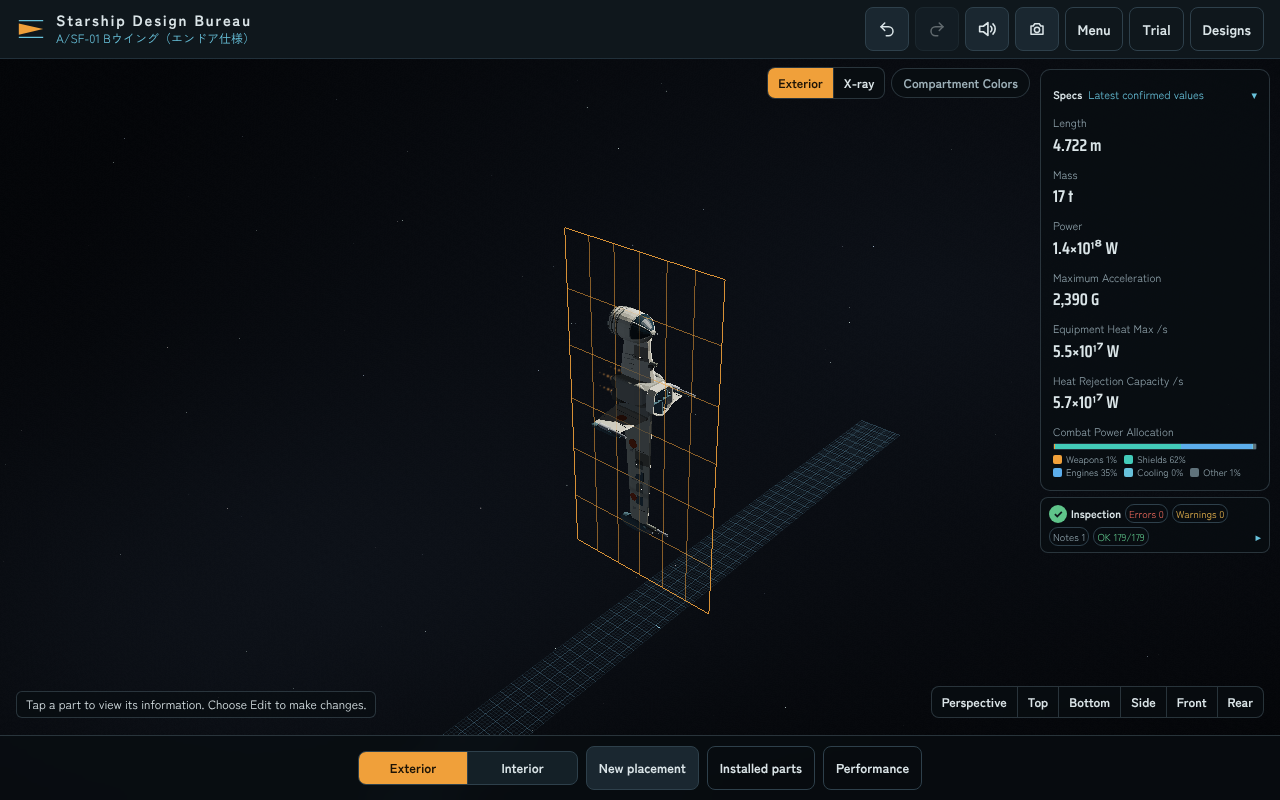 Starship Design Bureau
A/SF-01 Bウイング（エンドア仕様）
Menu
Trial
Designs
Exterior
X-ray
Compartment Colors
Specs Latest confirmed values
Length
4.722 m
Mass
17 t
Power
1.4×10¹⁸ W
Maximum Acceleration
2,390 G
Equipment Heat Max /s
5.5×10¹⁷ W
Heat Rejection Capacity /s
5.7×10¹⁷ W
Combat Power Allocation
Weapons 1% Shields 62%
Engines 35% Cooling 0% Other 1%
Inspection Errors 0 Warnings 0
Notes 1 OK 179/179
Tap a part to view its information. Choose Edit to make changes.
Perspective Top Bottom Side Front Rear
Exterior Interior New placement Installed parts Performance